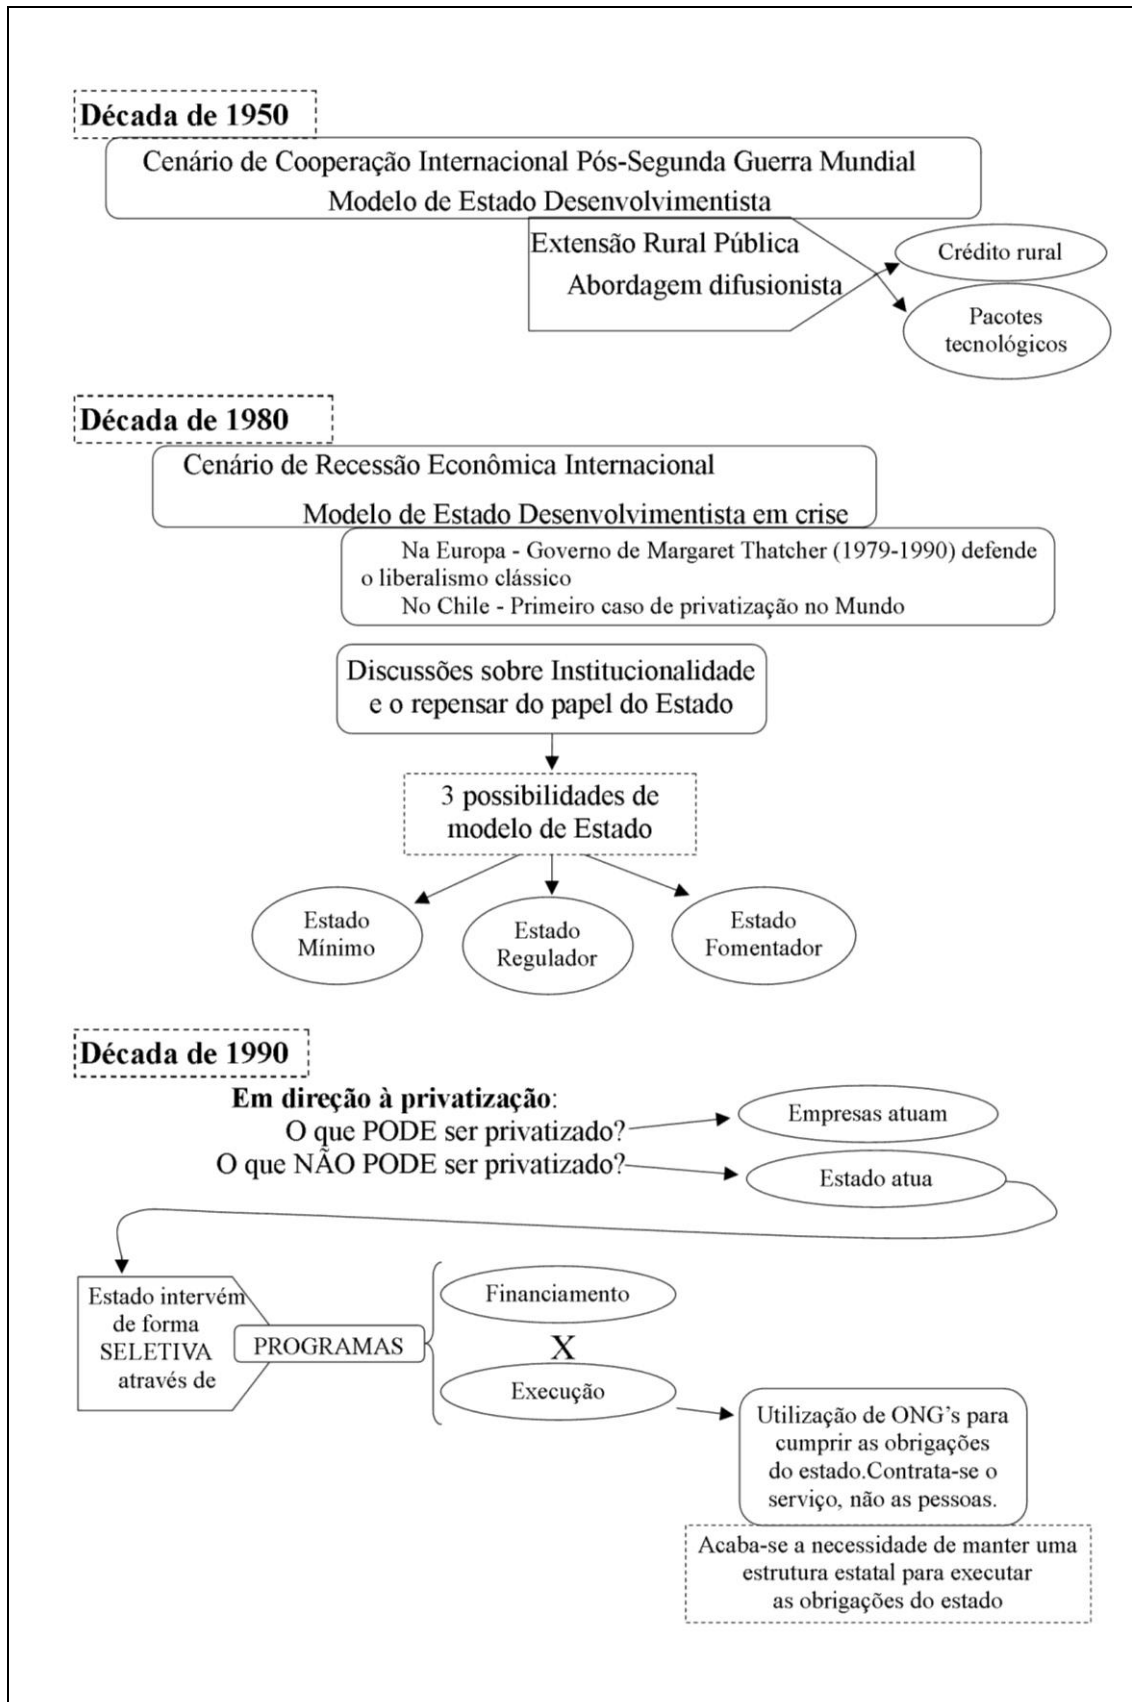 Década de 1950
Cenário de Cooperação Internacional Pós-Segunda Guerra Mundial
Modelo de Estado Desenvolvimentista
Extensão Rural Pública
Abordagem difusionista
Crédito rural
Pacotes
tecnológicos
Década de 1980
Cenário de Recessão Econômica Internacional
Modelo de Estado Desenvolvimentista em crise
Na Europa - Governo de Margaret Thatcher (1979-1990) defende
o liberalismo clássico
No Chile - Primeiro caso de privatização no Mundo
Discussões sobre Institucionalidade
e o repensar do papel do Estado
3 possibilidades de
modelo de Estado
Estado
Mínimo
Estado
Regulador
Estado
Fomentador
Década de 1990
Em direção à privatização:
O que PODE ser privatizado?
Empresas atuam
O que NÃO PODE ser privatizado?
Estado atua
Estado intervém
de forma
SELETIVA
através de
PROGRAMAS
Financiamento
X
Execução
Utilização de ONG’s para
cumprir as obrigações
do estado.Contrata-se o
serviço, não as pessoas.
Acaba-se a necessidade de manter uma
estrutura estatal para executar
as obrigações do estado